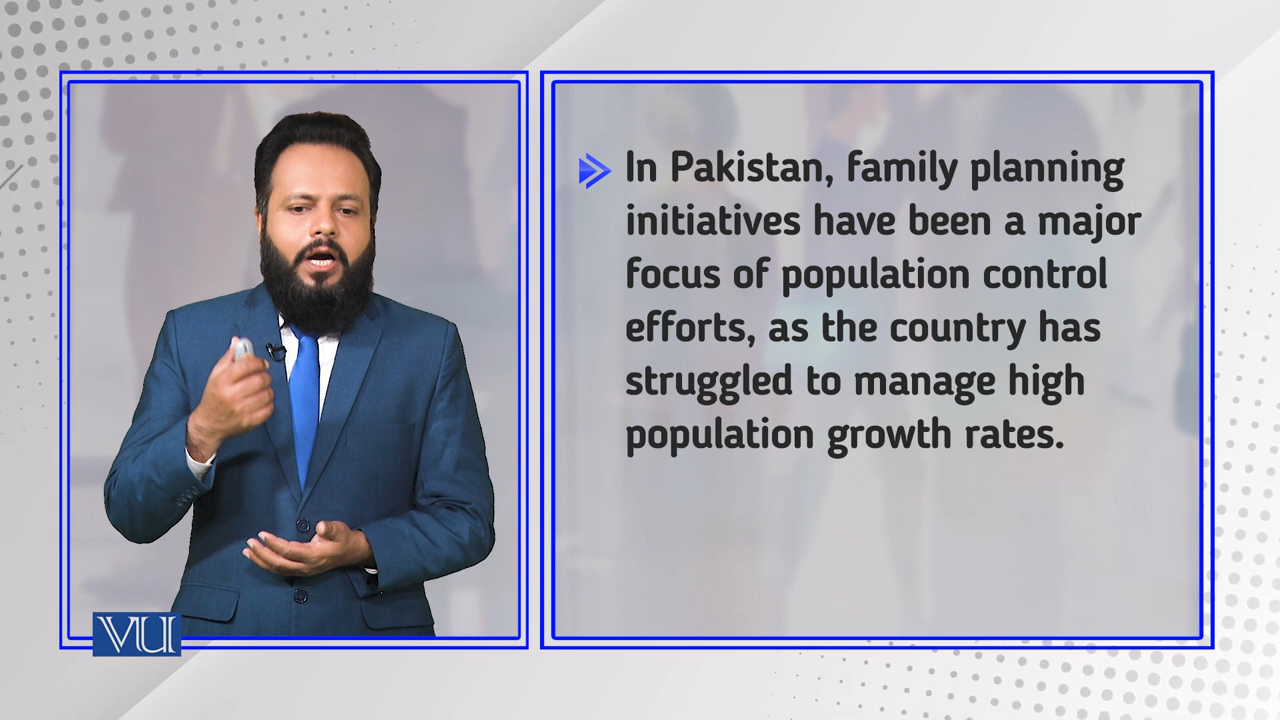 In Pakistan, family planning
initiatives have been a major
focus of population control
efforts, as the country has
struggled to manage high
population growth rates.
VU